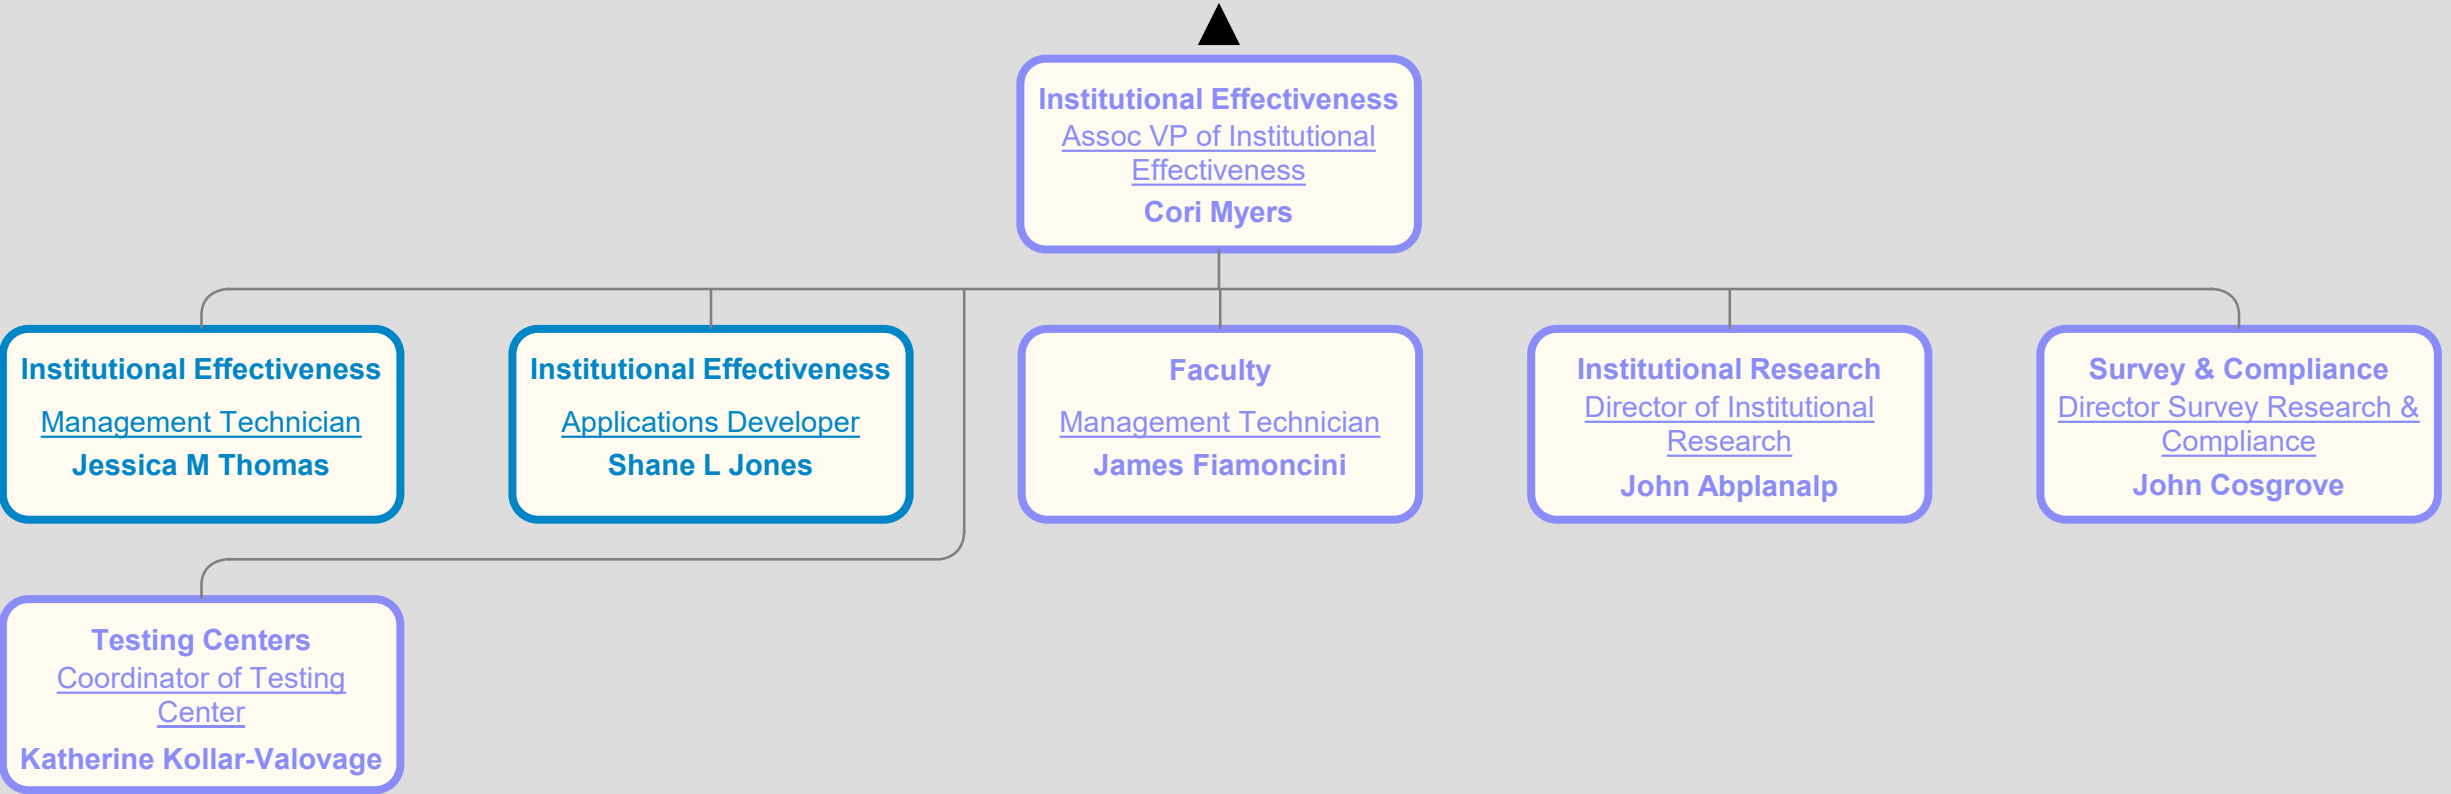 Institutional Effectiveness
Assoc VP of Institutional
Effectiveness
Cori Myers
Institutional Effectiveness
Management Technician
Jessica M Thomas
Institutional Effectiveness
Applications Developer
Shane L Jones
Faculty
Management Technician
James Fiamoncini
Institutional Research
Director of Institutional
Research
John Abplanalp
Survey & Compliance
Director Survey Research &
Compliance
John Cosgrove
Testing Centers
Coordinator of Testing
Center
Katherine Kollar-Valovage